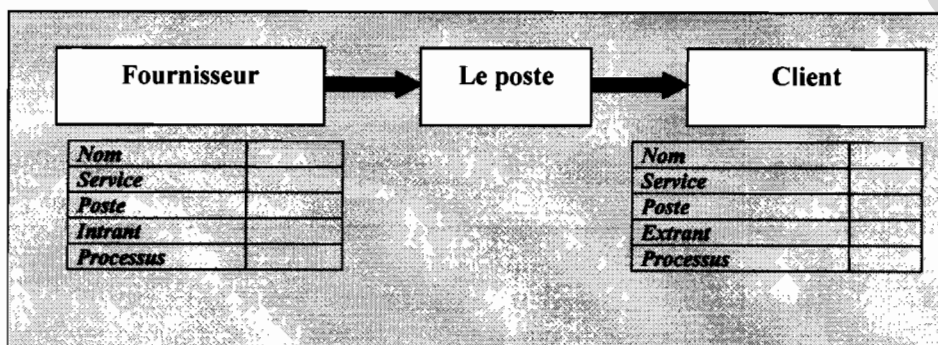 Fournisseur
Le poste
Client
Nom
Service
Poste
Intrant
Processus
Nom
Service
Poste
Extrant
Processus